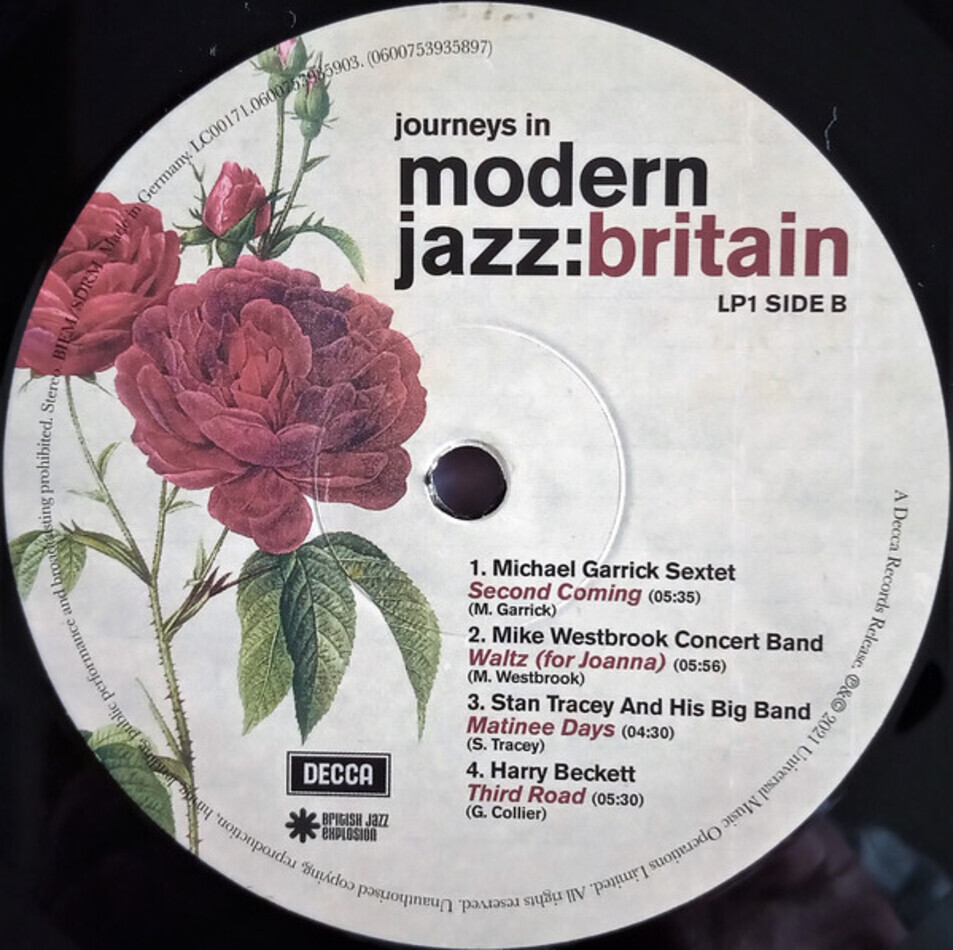 journeys in
modern
jazz:britain
LP1 SIDE B
1. Michael Garrick Sextet
Second Coming (05:35)
(M. Garrick)
2. Mike Westbrook Concert Band
Waltz (for Joanna) (05:56)
(M. Westbrook)
3. Stan Tracey And His Big Band
Matinee Days (04:30)
(S. Tracey)
4. Harry Beckett
Third Road (05:30)
(G. Collier)
DECCA
BRITISH JAZZ
EXPLOSION
A Decca Records Release. ℗&© 2021 Universal Music Operations Limited. All rights reserved. Unauthorised copying, reproduction, hiring, lending, public performance and broadcasting prohibited. Stereo. BIEM/SDRM. Made in Germany. LC00171.0600753935903. (0600753935897)